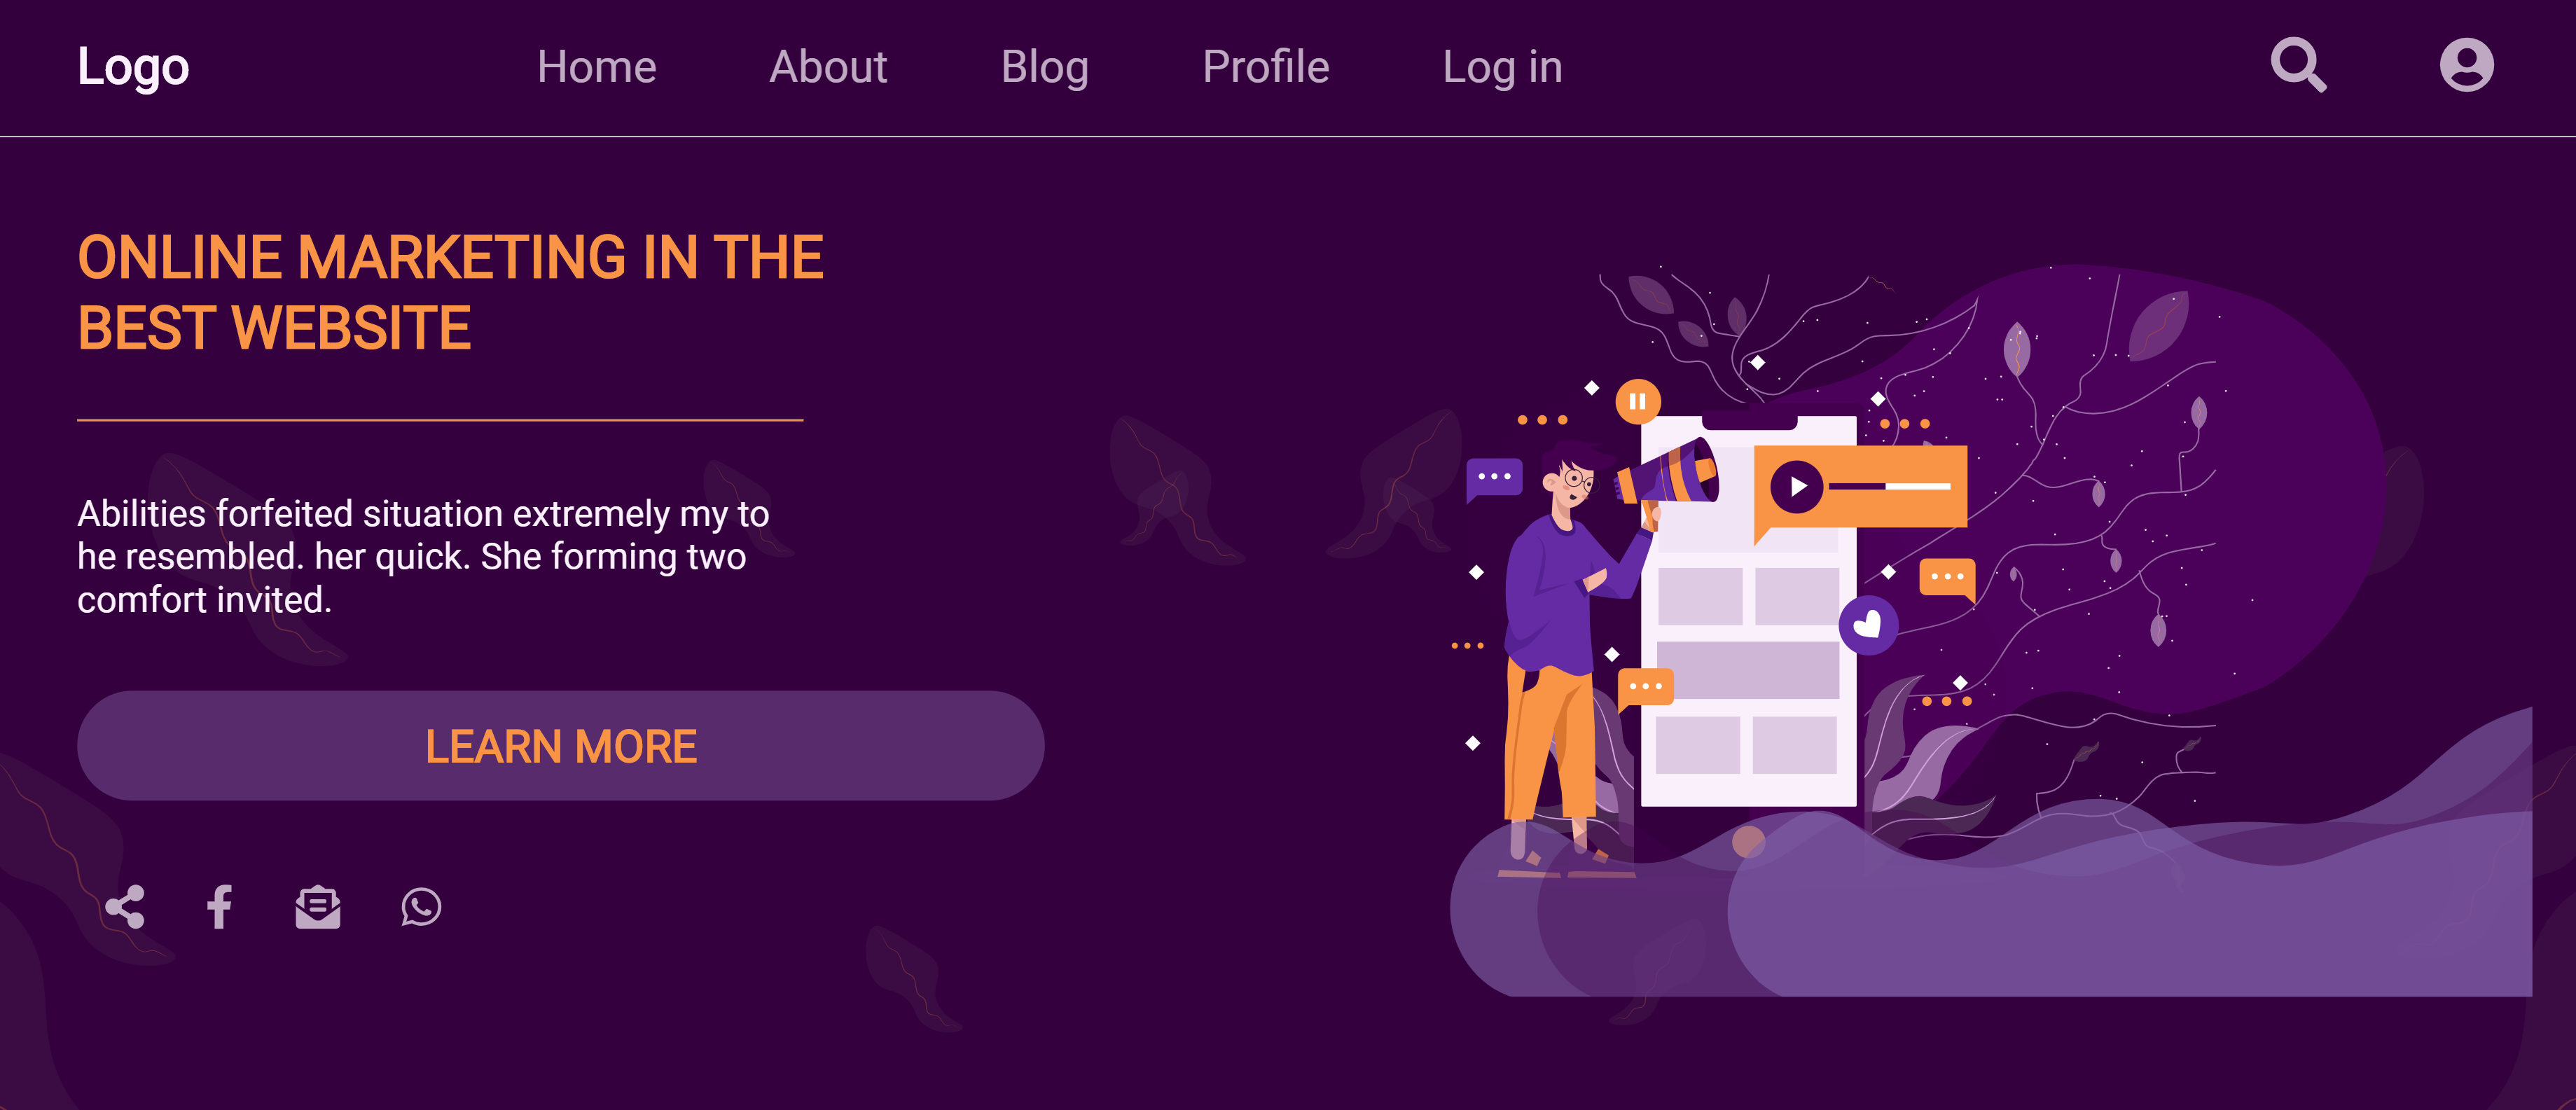 Logo
Home About Blog Profile Log in
ONLINE MARKETING IN THE
BEST WEBSITE
Abilities forfeited situation extremely my to
he resembled. her quick. She forming two
comfort invited.
LEARN MORE